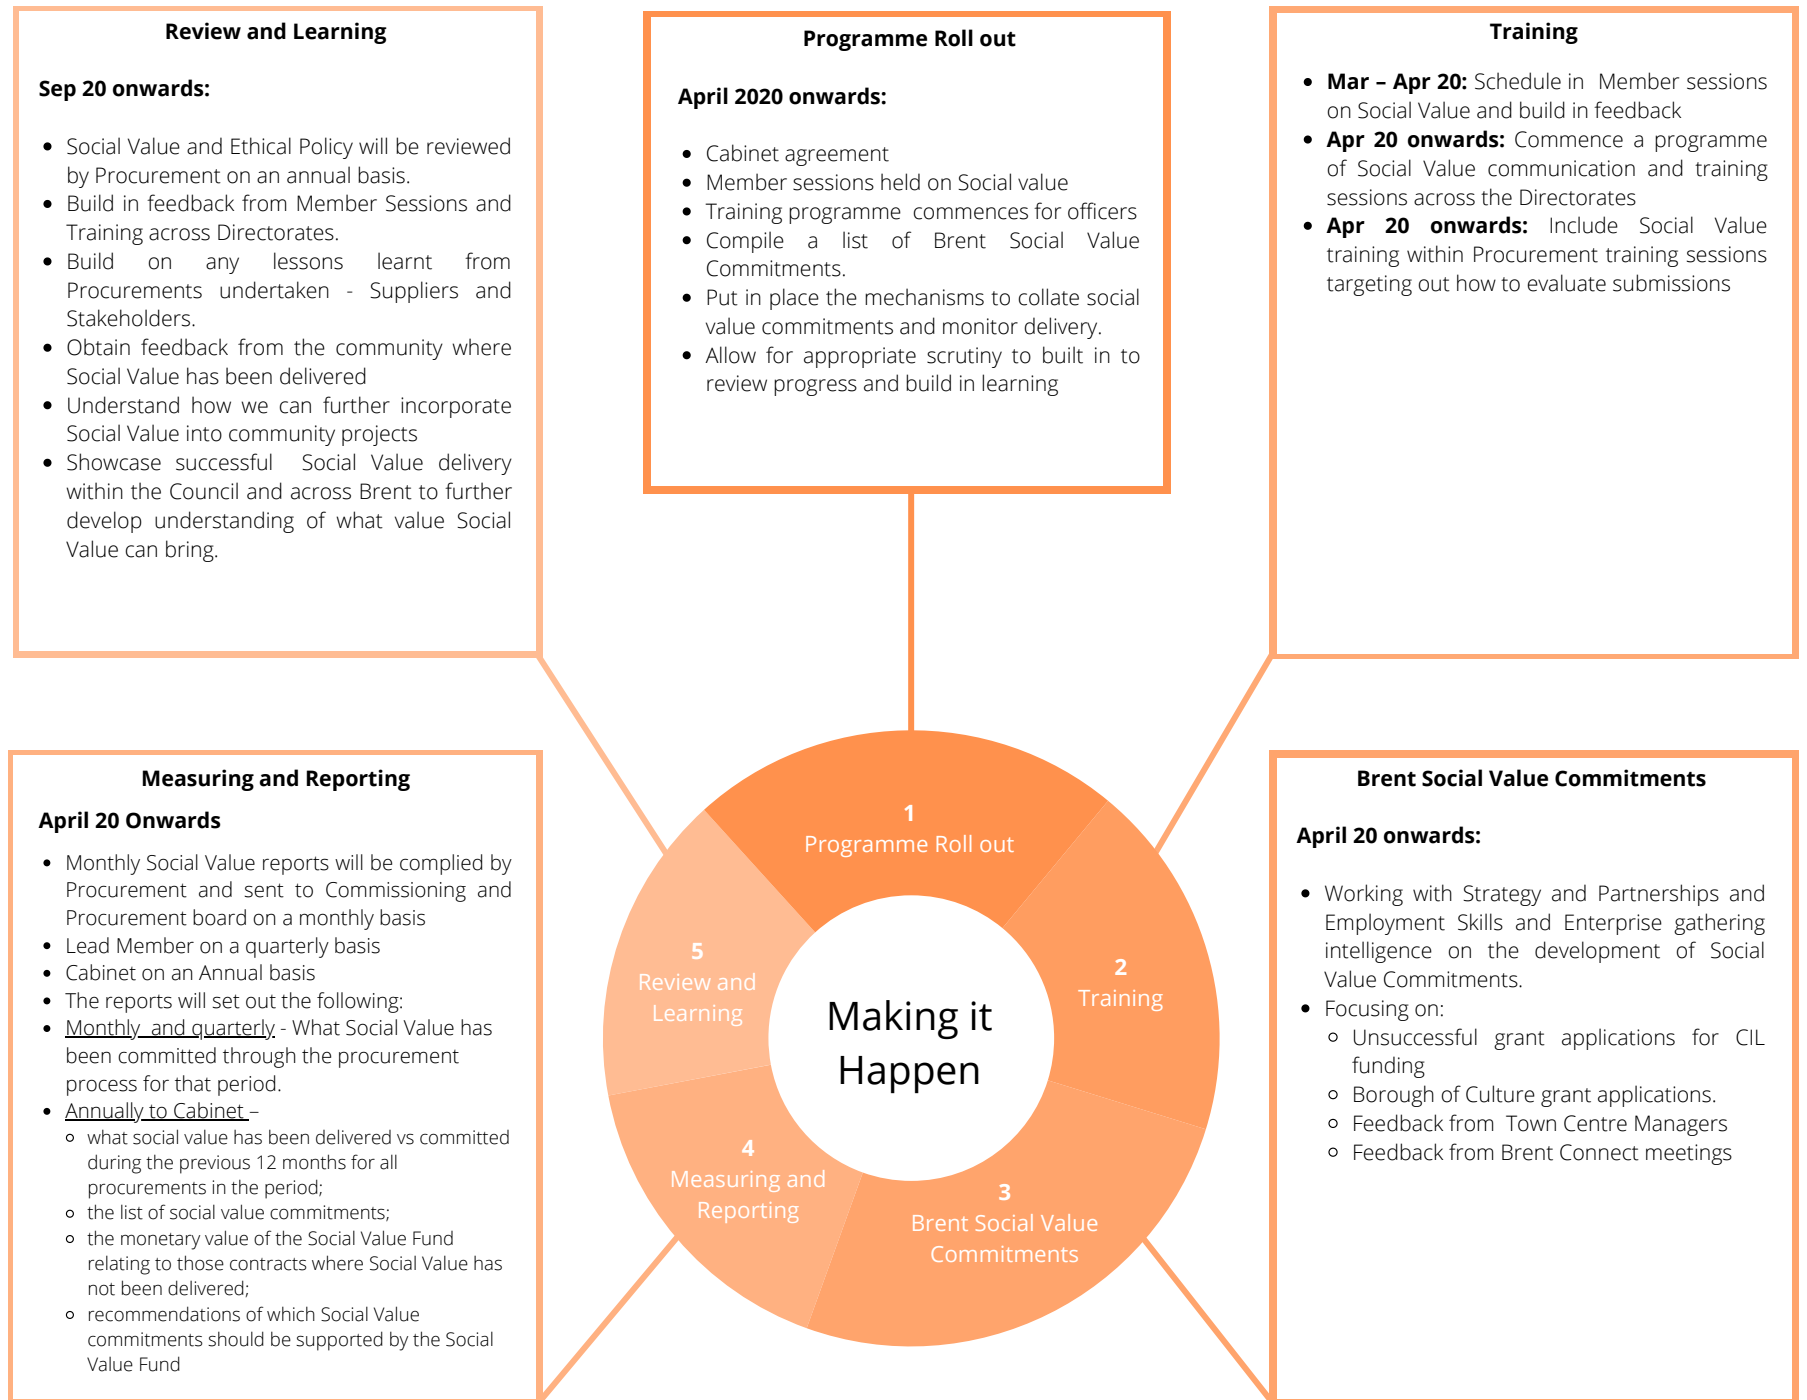 Review and Learning
Sep 20 onwards:
Social Value and Ethical Policy will be reviewed
by Procurement on an annual basis.
Build in feedback from Member Sessions and
Training across Directorates.
Build on any lessons learnt from
Procurements undertaken - Suppliers and
Stakeholders.
Obtain feedback from the community where
Social Value has been delivered
Understand how we can further incorporate
Social Value into community projects
Showcase successful Social Value delivery
within the Council and across Brent to further
develop understanding of what value Social
Value can bring.
Programme Roll out
April 2020 onwards:
Cabinet agreement
Member sessions held on Social value
Training programme commences for officers
Compile a list of Brent Social Value
Commitments.
Put in place the mechanisms to collate social
value commitments and monitor delivery.
Allow for appropriate scrutiny to built in to
review progress and build in learning
Training
Mar – Apr 20: Schedule in Member sessions
on Social Value and build in feedback
Apr 20 onwards: Commence a programme
of Social Value communication and training
sessions across the Directorates
Apr 20 onwards: Include Social Value
training within Procurement training sessions
targeting out how to evaluate submissions
Measuring and Reporting
April 20 Onwards
Monthly Social Value reports will be complied by
Procurement and sent to Commissioning and
Procurement board on a monthly basis
Lead Member on a quarterly basis
Cabinet on an Annual basis
The reports will set out the following:
Monthly and quarterly - What Social Value has
been committed through the procurement
process for that period.
Annually to Cabinet –
what social value has been delivered vs committed
during the previous 12 months for all
procurements in the period;
the list of social value commitments;
the monetary value of the Social Value Fund
relating to those contracts where Social Value has
not been delivered;
recommendations of which Social Value
commitments should be supported by the Social
Value Fund
1
Programme Roll out
2
Training
3
Brent Social Value
Commitments
4
Measuring and
Reporting
5
Review and
Learning
Making it
Happen
Brent Social Value Commitments
April 20 onwards:
Working with Strategy and Partnerships and
Employment Skills and Enterprise gathering
intelligence on the development of Social
Value Commitments.
Focusing on:
Unsuccessful grant applications for CIL
funding
Borough of Culture grant applications.
Feedback from Town Centre Managers
Feedback from Brent Connect meetings